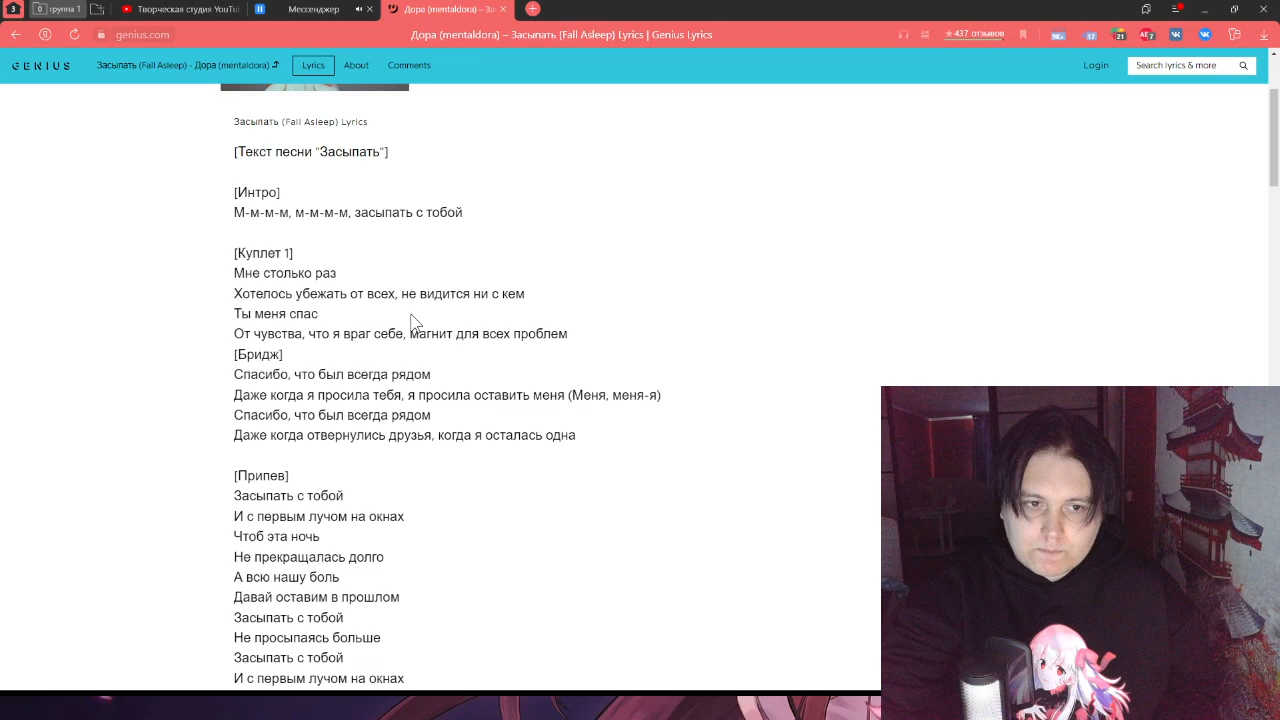 3
0 группа 1
Творческая студия YouTu
Мессенджер
Дора (mentaldora) – Зас
genius.com
Дора (mentaldora) – Засыпать (Fall Asleep) Lyrics | Genius Lyrics
★ 437 отзывов
GENIUS
Засыпать (Fall Asleep) - Дора (mentaldora)
Lyrics
About
Comments
Login
Search lyrics & more
Засыпать (Fall Asleep) Lyrics
[Текст песни "Засыпать"]
[Интро]
М-м-м-м, м-м-м-м, засыпать с тобой
[Куплет 1]
Мне столько раз
Хотелось убежать от всех, не видится ни с кем
Ты меня спас
От чувства, что я враг себе, магнит для всех проблем
[Бридж]
Спасибо, что был всегда рядом
Даже когда я просила тебя, я просила оставить меня (Меня, меня-я)
Спасибо, что был всегда рядом
Даже когда отвернулись друзья, когда я осталась одна
[Припев]
Засыпать с тобой
И с первым лучом на окнах
Чтоб эта ночь
Не прекращалась долго
А всю нашу боль
Давай оставим в прошлом
Засыпать с тобой
Не просыпаясь больше
Засыпать с тобой
И с первым лучом на окнах